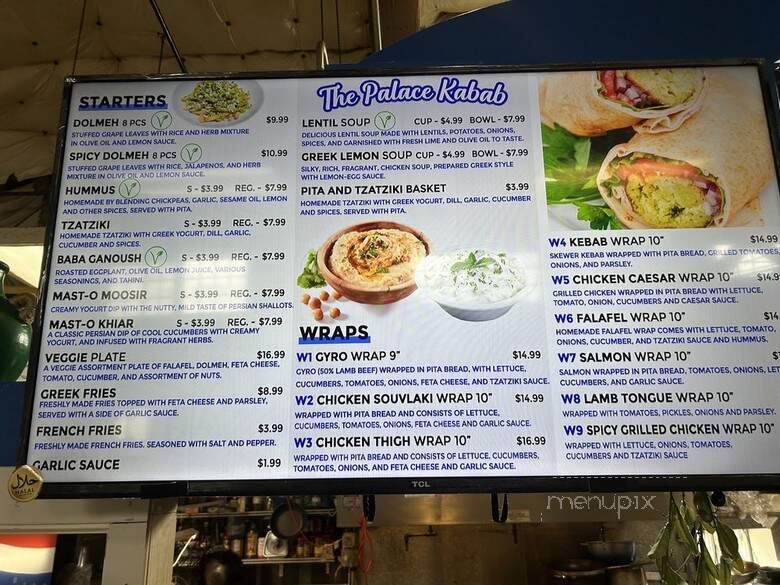 The Palace Kabab
STARTERS
DOLMEH 8 PCS $9.99
STUFFED GRAPE LEAVES WITH RICE AND HERB MIXTURE
IN OLIVE OIL AND LEMON SAUCE.
SPICY DOLMEH 8 PCS $10.99
STUFFED GRAPE LEAVES WITH RICE, JALAPENOS, AND HERB
MIXTURE IN OLIVE OIL AND LEMON SAUCE.
HUMMUS S - $3.99 REG. - $7.99
HOMEMADE BY BLENDING CHICKPEAS, GARLIC, SESAME OIL, LEMON
AND OTHER SPICES, SERVED WITH PITA.
TZATZIKI S - $3.99 REG. - $7.99
HOMEMADE TZATZIKI WITH GREEK YOGURT, DILL, GARLIC,
CUCUMBER AND SPICES.
BABA GANOUSH S - $3.99 REG. - $7.99
ROASTED EGGPLANT, OLIVE OIL, LEMON JUICE, VARIOUS
SEASONINGS, AND TAHINI.
MAST-O MOOSIR S - $3.99 REG. - $7.99
CREAMY YOGURT DIP WITH THE NUTTY, MILD TASTE OF PERSIAN SHALLOTS.
MAST-O KHIAR S - $3.99 REG. - $7.99
A CLASSIC PERSIAN DIP OF COOL CUCUMBERS WITH CREAMY
YOGURT, AND INFUSED WITH FRAGRANT HERBS.
VEGGIE PLATE $16.99
A VEGGIE ASSORTMENT PLATE OF FALAFEL, DOLMEH, FETA CHEESE,
TOMATO, CUCUMBER, AND ASSORTMENT OF NUTS.
GREEK FRIES $8.99
FRESHLY MADE FRIES TOPPED WITH FETA CHEESE AND PARSLEY,
SERVED WITH A SIDE OF GARLIC SAUCE.
FRENCH FRIES $3.99
FRESHLY MADE FRENCH FRIES. SEASONED WITH SALT AND PEPPER.
GARLIC SAUCE $1.99
LENTIL SOUP CUP - $4.99 BOWL - $7.99
DELICIOUS LENTIL SOUP MADE WITH LENTILS, POTATOES, ONIONS,
SPICES, AND GARNISHED WITH FRESH LIME AND OLIVE OIL TO TASTE.
GREEK LEMON SOUP CUP - $4.99 BOWL - $7.99
SILKY, RICH, FRAGRANT, CHICKEN SOUP, PREPARED GREEK STYLE
WITH LEMON-EGG SAUCE.
PITA AND TZATZIKI BASKET $3.99
HOMEMADE TZATZIKI WITH GREEK YOGURT, DILL, GARLIC, CUCUMBER
AND SPICES, SERVED WITH PITA.
WRAPS
W1 GYRO WRAP 9" $14.99
GYRO (50% LAMB BEEF) WRAPPED IN PITA BREAD, WITH LETTUCE,
CUCUMBERS, TOMATOES, ONIONS, FETA CHEESE, AND TZATZIKI SAUCE.
W2 CHICKEN SOUVLAKI WRAP 10" $14.99
WRAPPED WITH PITA BREAD AND CONSISTS OF LETTUCE,
CUCUMBERS, TOMATOES, ONIONS, FETA CHEESE AND GARLIC SAUCE.
W3 CHICKEN THIGH WRAP 10" $16.99
WRAPPED WITH PITA BREAD AND CONSISTS OF LETTUCE, CUCUMBERS,
TOMATOES, ONIONS, AND FETA CHEESE AND GARLIC SAUCE.
W4 KEBAB WRAP 10" $14.99
SKEWER KEBAB WRAPPED WITH PITA BREAD, GRILLED TOMATOES,
ONIONS, AND PARSLEY.
W5 CHICKEN CAESAR WRAP 10" $14.9
GRILLED CHICKEN WRAPPED IN PITA BREAD WITH LETTUCE,
TOMATO, ONION, CUCUMBERS AND CAESAR SAUCE.
W6 FALAFEL WRAP 10" $14.
HOMEMADE FALAFEL WRAP COMES WITH LETTUCE, TOMATO,
ONIONS, CUCUMBER, AND TZATZIKI SAUCE AND HUMMUS.
W7 SALMON WRAP 10"
SALMON WRAPPED IN PITA BREAD, TOMATOES, ONIONS, LET
CUCUMBERS, AND GARLIC SAUCE.
W8 LAMB TONGUE WRAP 10"
WRAPPED WITH TOMATOES, PICKLES, ONIONS AND PARSLEY.
W9 SPICY GRILLED CHICKEN WRAP 10"
WRAPPED WITH LETTUCE, ONIONS, TOMATOES,
CUCUMBERS AND TZATZIKI SAUCE
TCL
حلال
HALAL
menupix